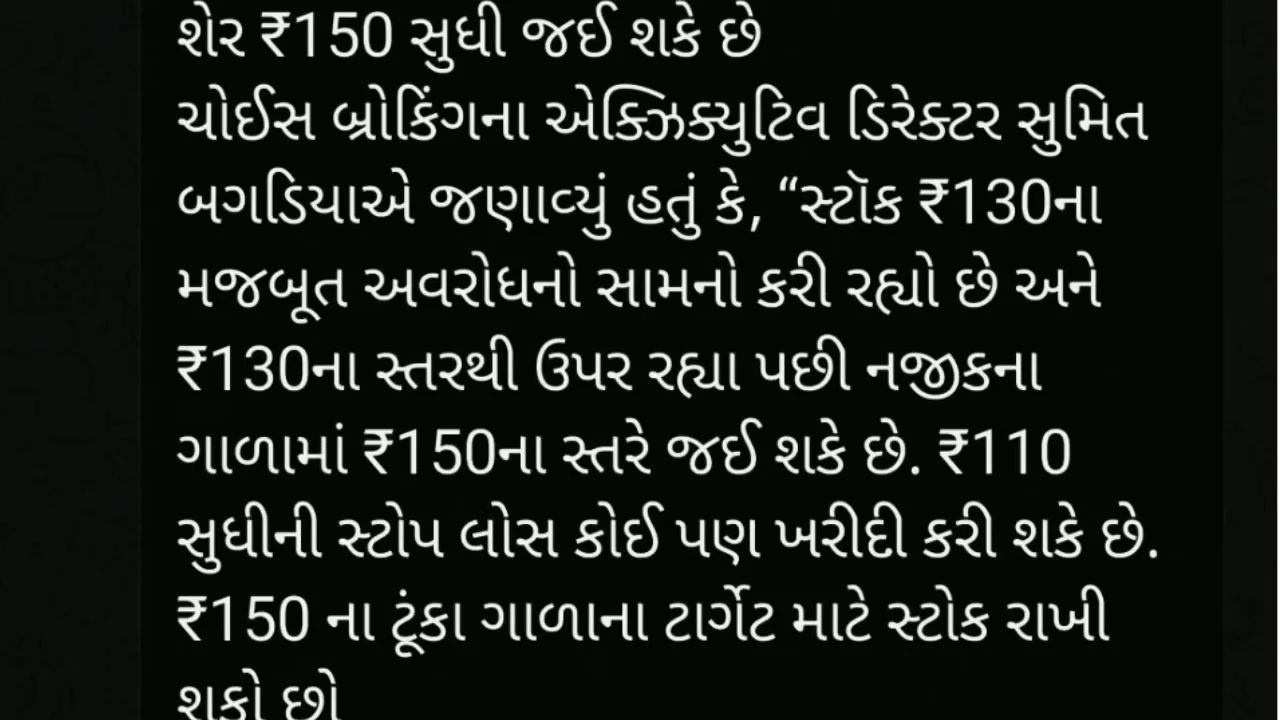 શેર ₹150 સુધી જઈ શકે છે
ચોઈસ બ્રોકિંગના એક્ઝિક્યુટિવ ડિરેક્ટર સુમિત
બગડિયાએ જણાવ્યું હતું કે, “સ્ટૉક ₹130ના
મજબૂત અવરોધનો સામનો કરી રહ્યો છે અને
₹130ના સ્તરથી ઉપર રહ્યા પછી નજીકના
ગાળામાં ₹150ના સ્તરે જઈ શકે છે. ₹110
સુધીની સ્ટોપ લોસ કોઈ પણ ખરીદી કરી શકે છે.
₹150 ના ટૂંકા ગાળાના ટાર્ગેટ માટે સ્ટોક રાખી
શકો છો